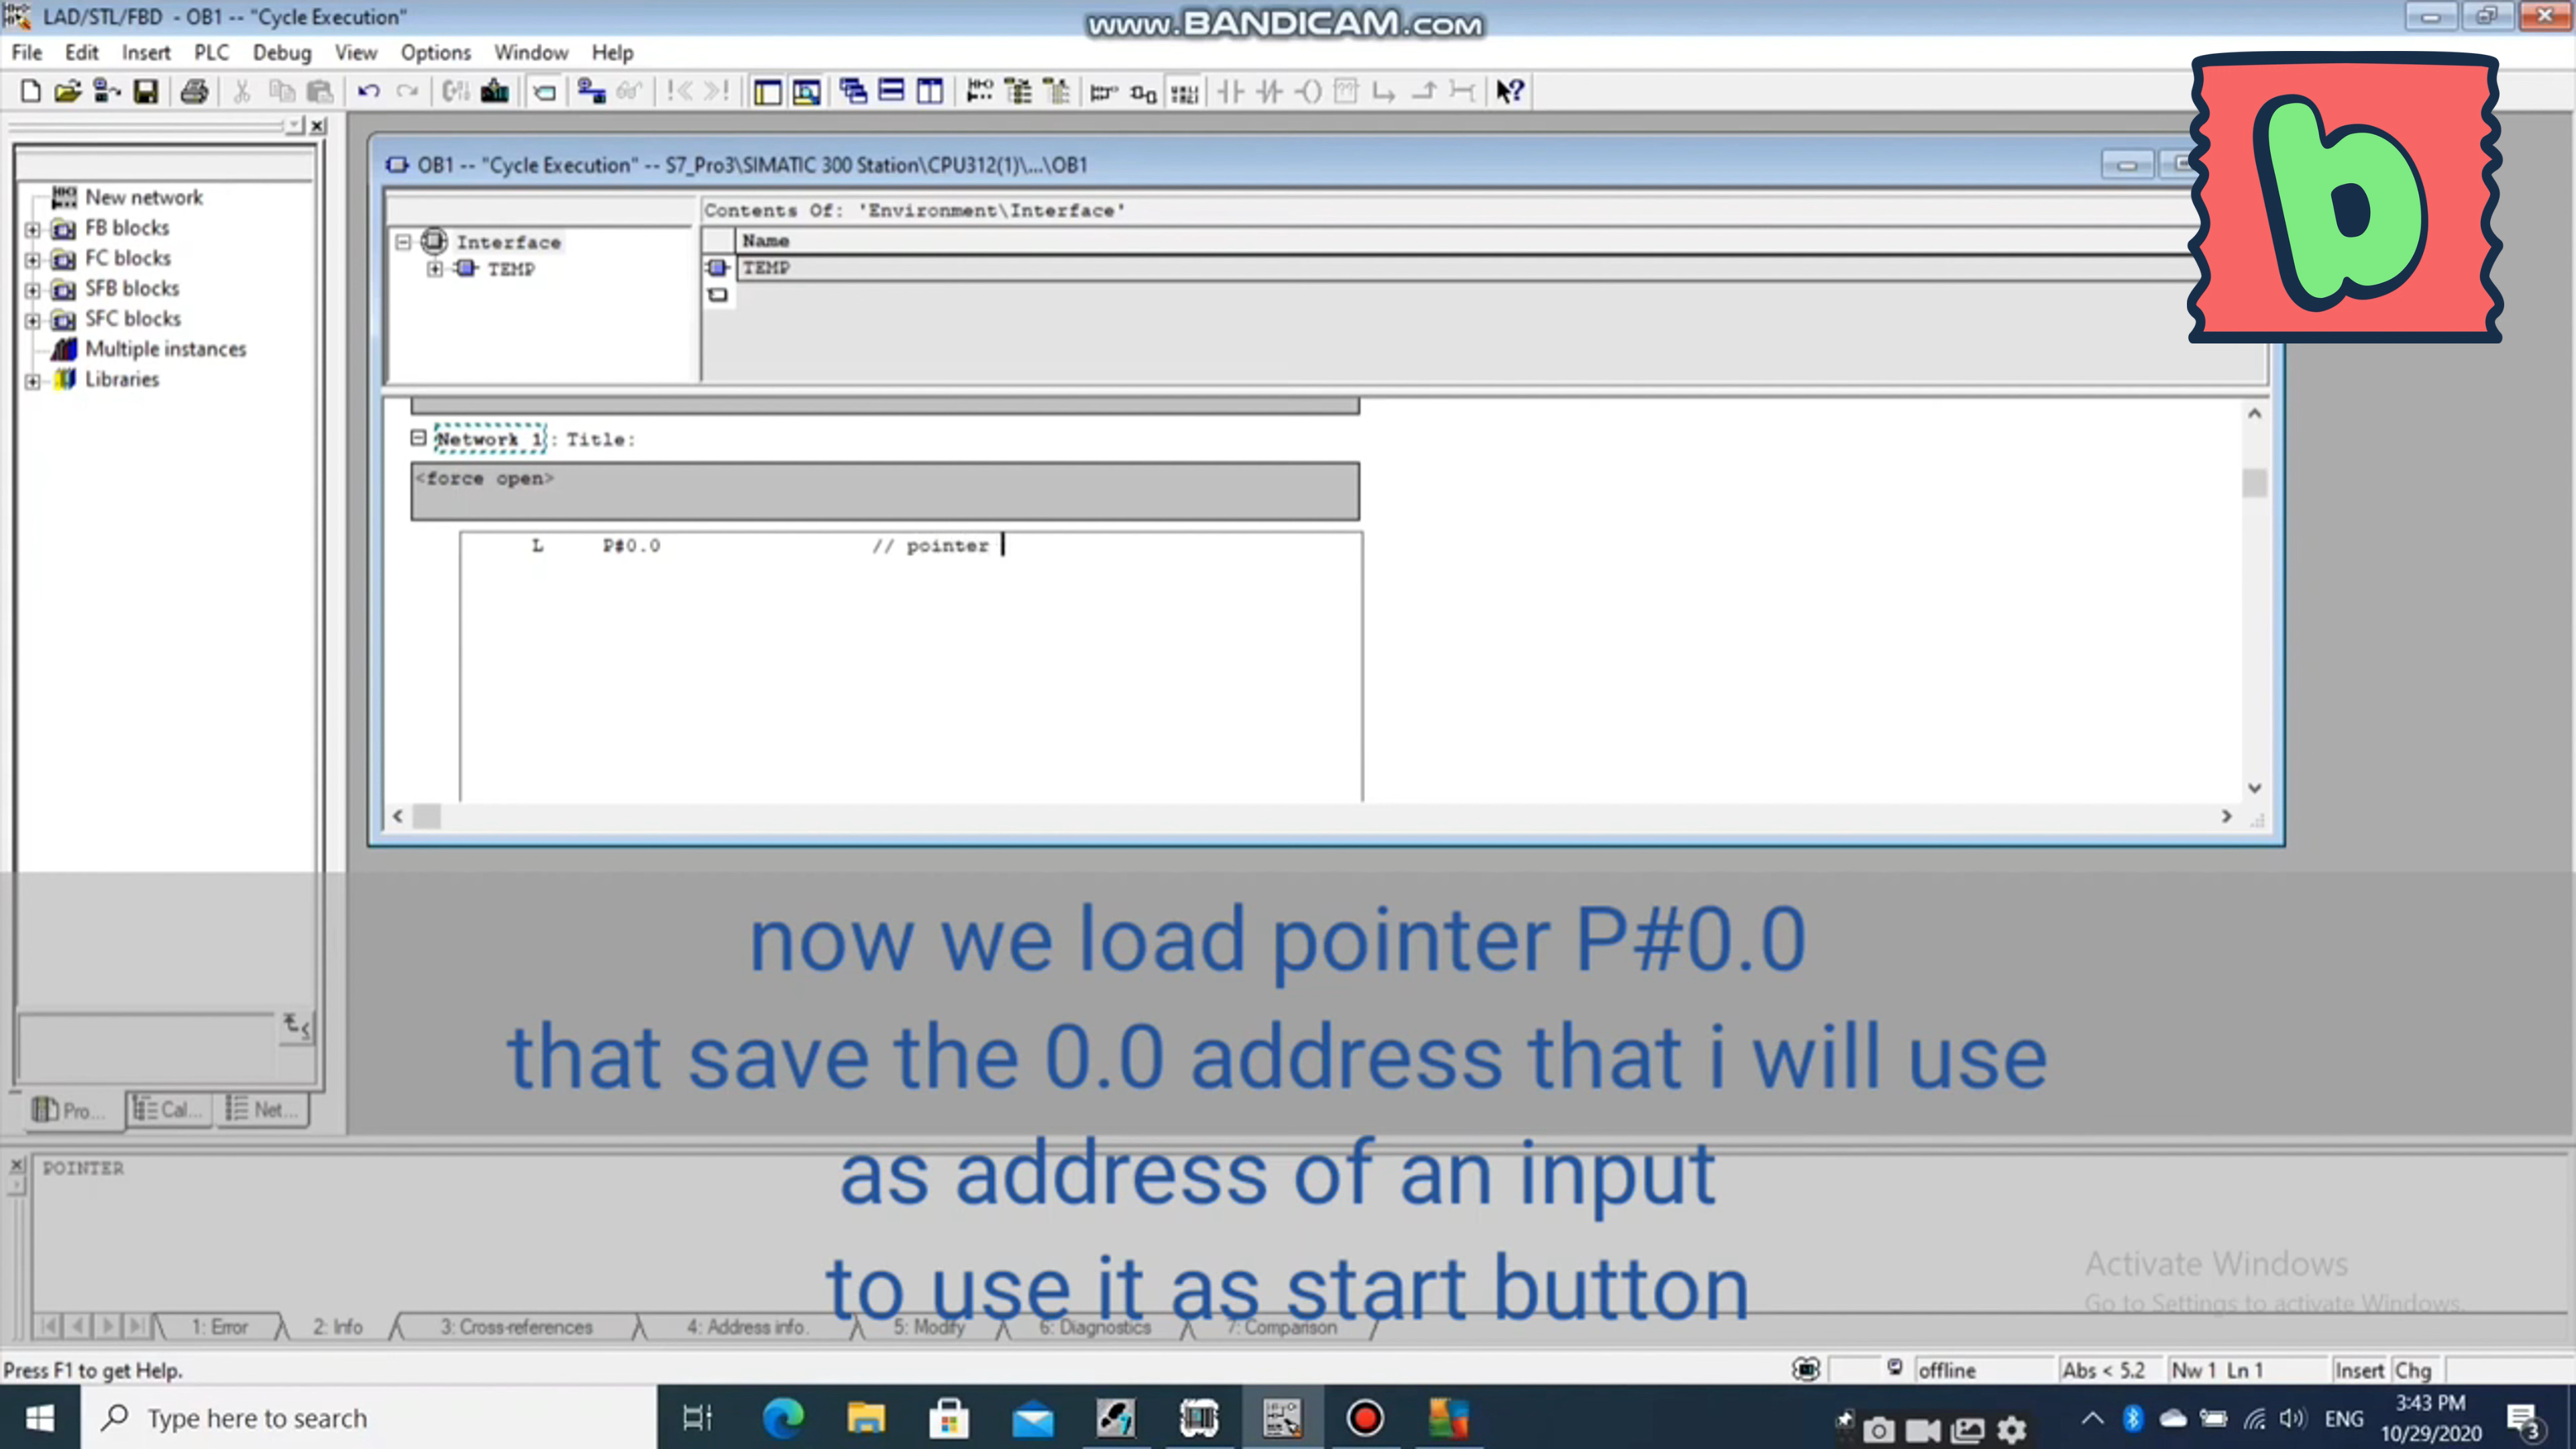 LAD/STL/FBD - OB1 -- "Cycle Execution"
www.BANDICAM.com
File Edit Insert PLC Debug View Options Window Help
OB1 -- "Cycle Execution" -- S7_Pro3\SIMATIC 300 Station\CPU312(1)\...\OB1
New network
FB blocks
FC blocks
SFB blocks
SFC blocks
Multiple instances
Libraries
Contents Of: 'Environment\Interface'
Interface
TEMP
Name
TEMP
b
Network 1: Title:
<force open>
L P#0.0 // pointer
now we load pointer P#0.0
that save the 0.0 address that i will use
as address of an input
to use it as start button
Pro... Cal... Net...
POINTER
Activate Windows
Go to Settings to activate Windows.
1: Error 2: Info 3: Cross-references 4: Address info. 5: Modify 6: Diagnostics 7: Comparison
Press F1 to get Help.
offline Abs < 5.2 Nw 1 Ln 1 Insert Chg
Type here to search
ENG
3:43 PM
10/29/2020
3